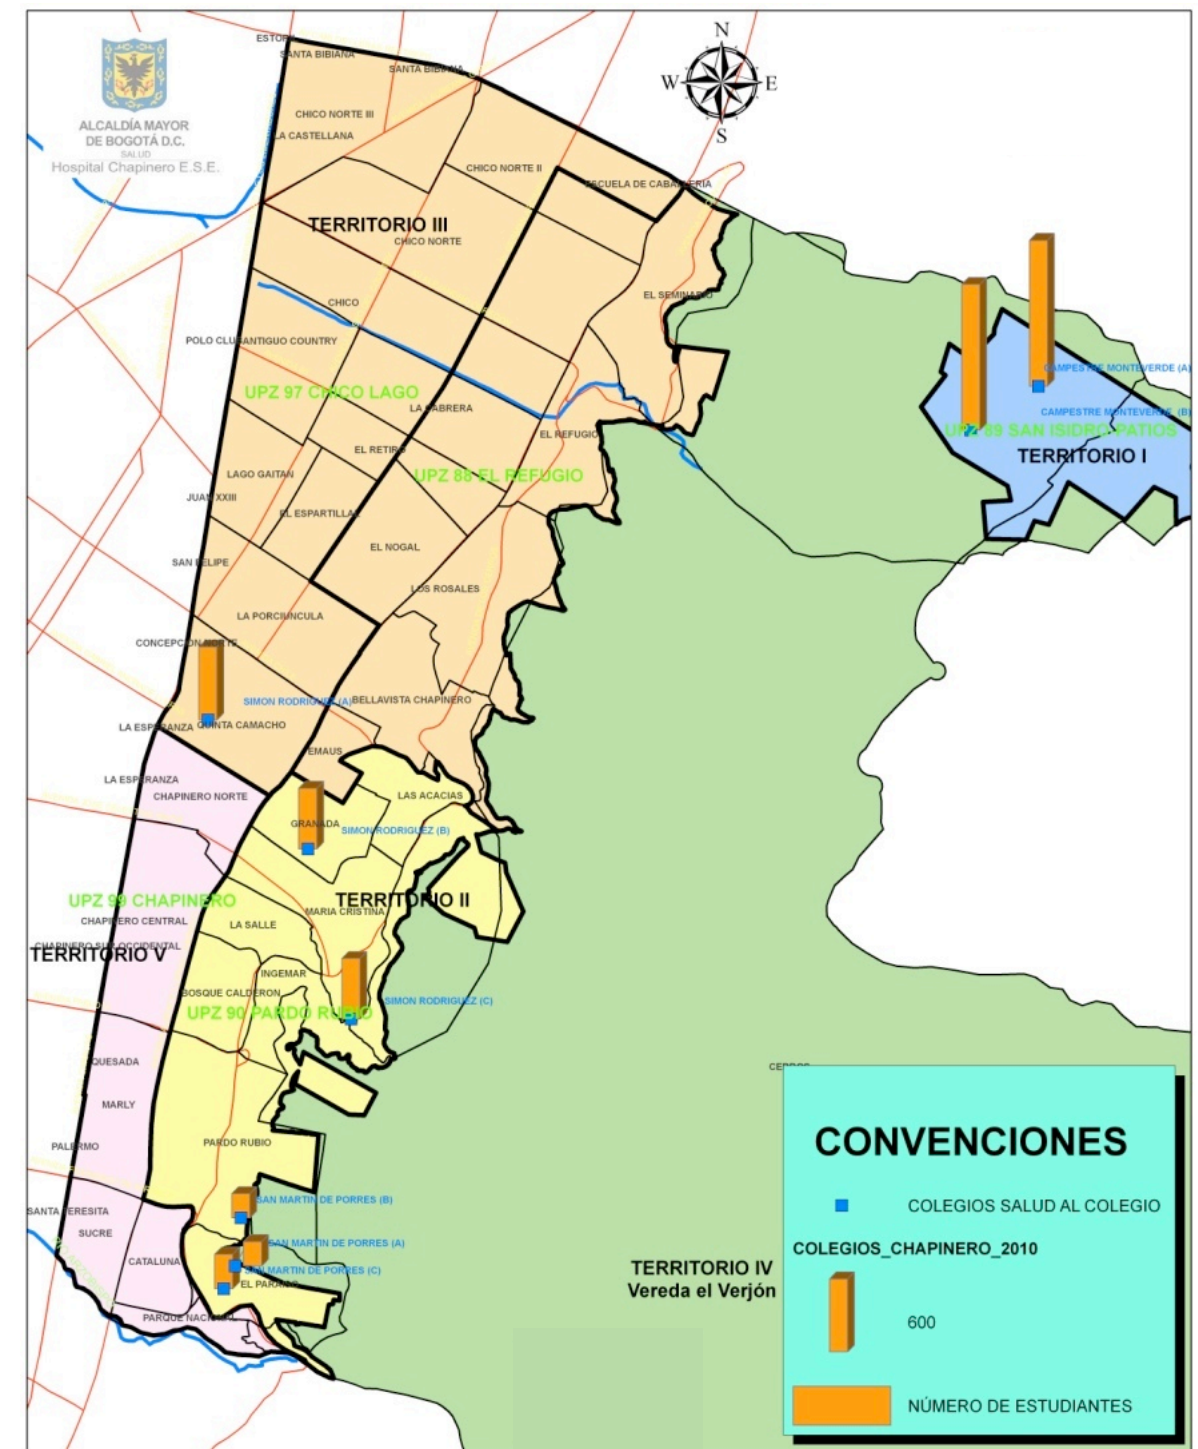 N
W E
S
ALCALDÍA MAYOR
DE BOGOTÁ D.C.
SALUD
Hospital Chapinero E.S.E.
SANTA BIBIANA
SANTA BIBIANA
CHICO NORTE III
LA CASTELLANA
CHICO NORTE II
ESCUELA DE CABALLERIA
TERRITORIO III
CHICO NORTE
EL SEMINARIO
CHICO
POLO CLUB
ANTIGUO COUNTRY
CAMPESTRE MONTEVERDE (A)
UPZ 97 CHICO LAGO
LA CABRERA
CAMPESTRE MONTEVERDE (B)
UPZ 89 SAN ISIDRO PATIOS
EL REFUGIO
TERRITORIO I
EL RETIRO
LAGO GAITAN
UPZ 88 EL REFUGIO
JUAN XXIII
EL ESPARTILLAL
EL NOGAL
SAN FELIPE
LOS ROSALES
LA PORCIUNCULA
CONCEPCION NORTE
SIMON RODRIGUEZ (A)
BELLAVISTA CHAPINERO
LA ESPERANZA
QUINTA CAMACHO
EMAUS
LA ESPERANZA
CHAPINERO NORTE
LAS ACACIAS
GRANADA
SIMON RODRIGUEZ (B)
UPZ 99 CHAPINERO
TERRITORIO II
MARIA CRISTINA
CHAPINERO CENTRAL
LA SALLE
CHAPINERO SUR OCCIDENTAL
TERRITORIO V
INGEMAR
BOSQUE CALDERON
SIMON RODRIGUEZ (C)
UPZ 90 PARDO RUBIO
QUESADA
CERROS
MARLY
PARDO RUBIO
PALERMO
SAN MARTIN DE PORRES (B)
SANTA TERESITA
SUCRE
SAN MARTIN DE PORRES (A)
CATALUNA
SAN MARTIN DE PORRES (C)
EL PARAISO
PARQUE NACIONAL
TERRITORIO IV
Vereda el Verjón
CONVENCIONES
COLEGIOS SALUD AL COLEGIO
COLEGIOS_CHAPINERO_2010
600
NÚMERO DE ESTUDIANTES